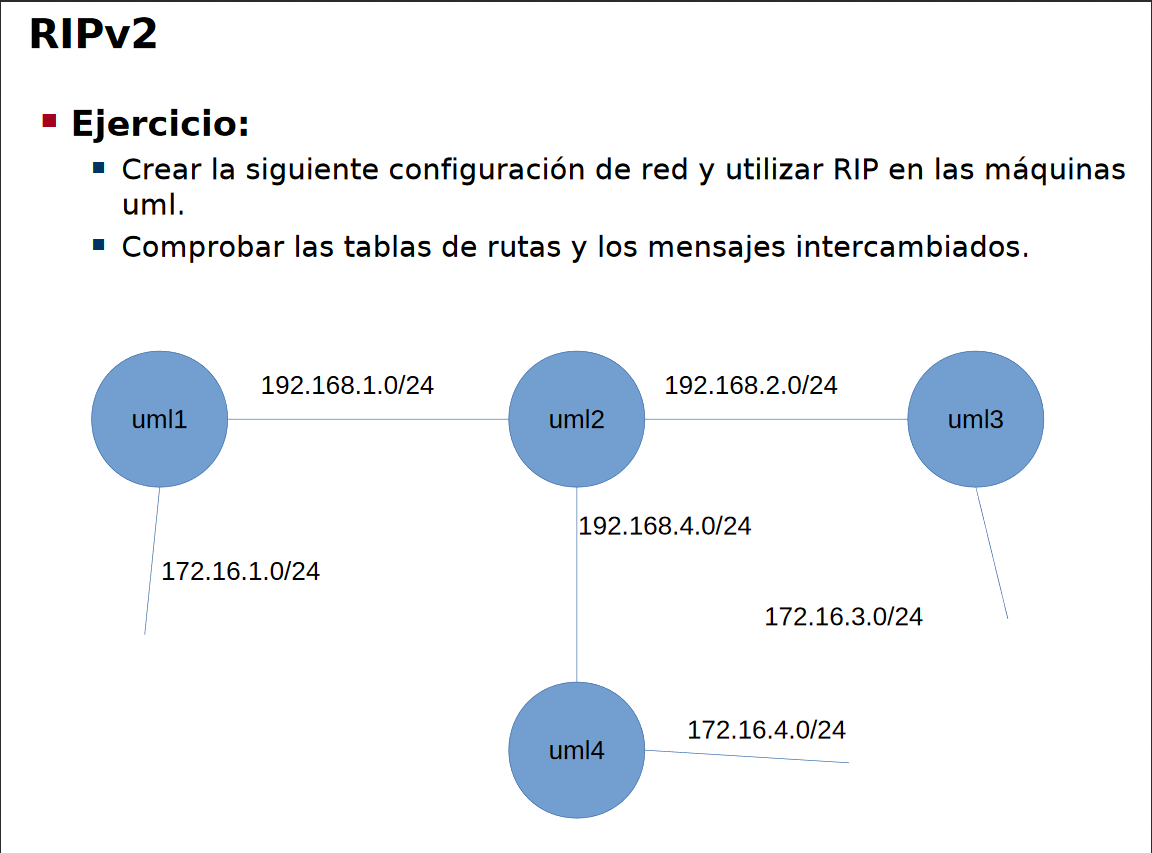 RIPv2
Ejercicio:
Crear la siguiente configuración de red y utilizar RIP en las máquinas
uml.
Comprobar las tablas de rutas y los mensajes intercambiados.
192.168.1.0/24
192.168.2.0/24
uml1
uml2
uml3
192.168.4.0/24
172.16.1.0/24
172.16.3.0/24
172.16.4.0/24
uml4